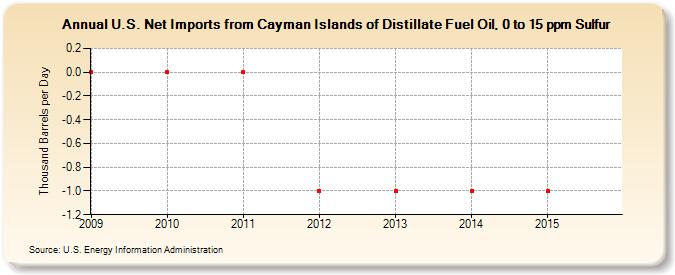 Annual U.S. Net Imports from Cayman Islands of Distillate Fuel Oil, 0 to 15 ppm Sulfur
Thousand Barrels per Day
0.2
0.0
-0.2
-0.4
-0.6
-0.8
-1.0
-1.2
2009 2010 2011 2012 2013 2014 2015
Source: U.S. Energy Information Administration